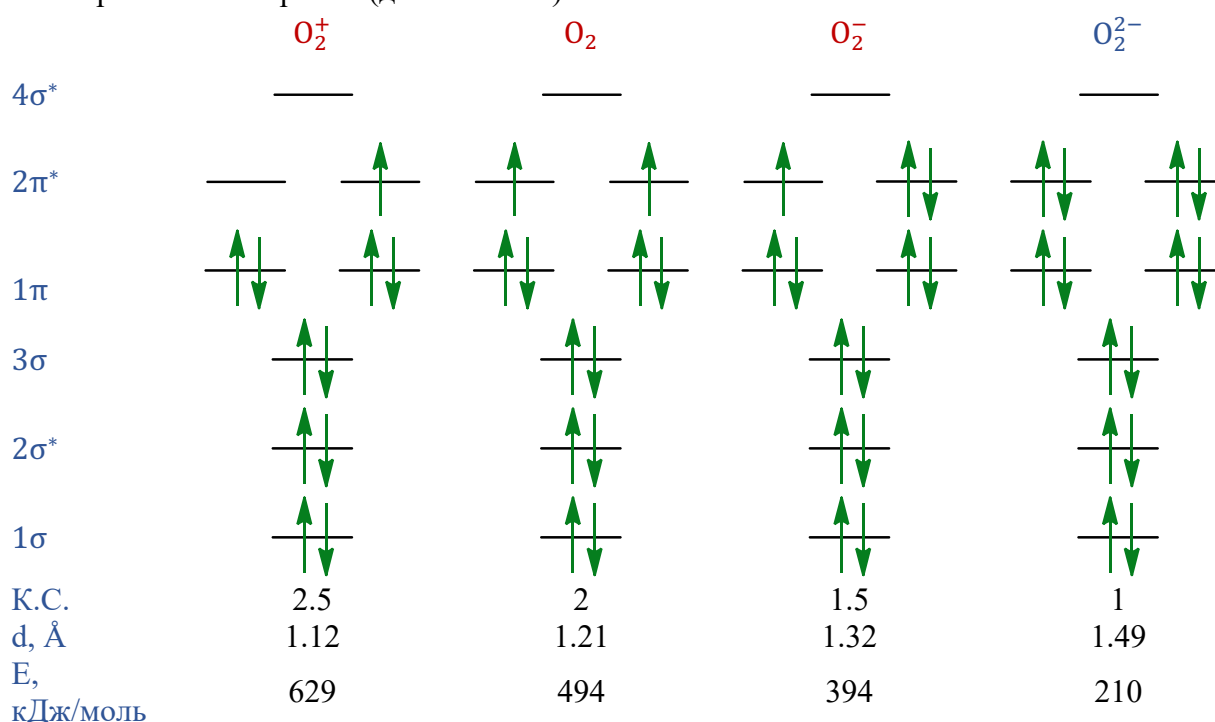 O₂⁺ O₂ O₂⁻ O₂²⁻
4σ*
2π*
1π
3σ
2σ*
1σ
К.С. 2.5 2 1.5 1
d, Å 1.12 1.21 1.32 1.49
E,
кДж/моль 629 494 394 210